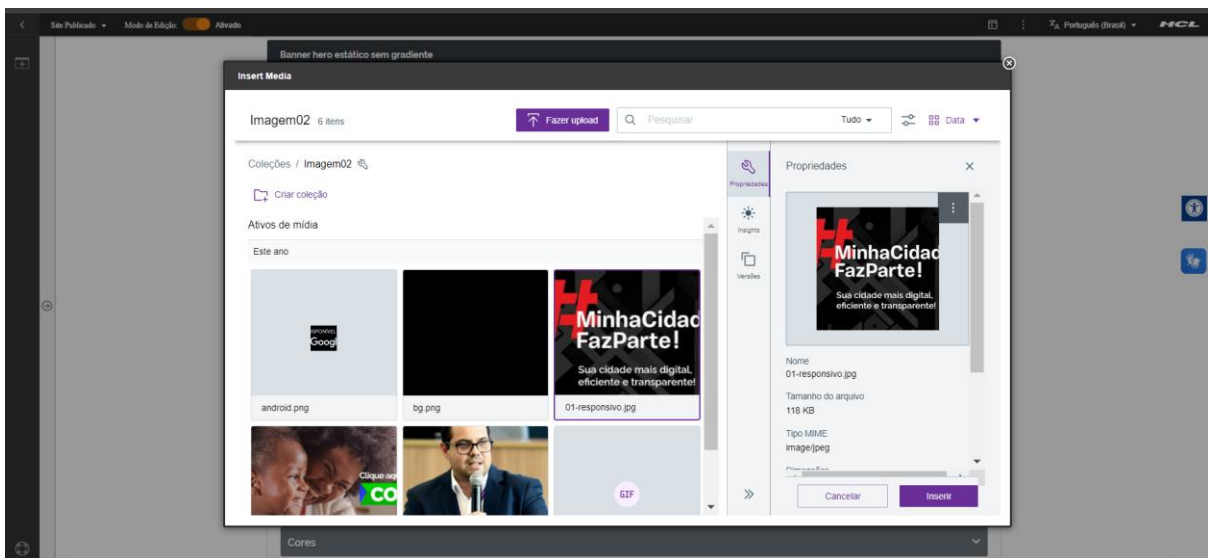 Site Publicado
Modo de Edição:
Ativado
Português (Brasil)
HCL
Banner hero estático sem gradiente
Insert Media
Imagem02 6 itens
Fazer upload
Pesquisar
Tudo
Data
Coleções / Imagem02
Criar coleção
Ativos de mídia
Este ano
Googl
android.png
bg.png
#MinhaCidad
FazParte!
Sua cidade mais digital,
eficiente e transparente!
01-responsivo.jpg
Clique aq
CO
GIF
Propriedades
Insights
Versões
Propriedades
#MinhaCidad
FazParte!
Sua cidade mais digital,
eficiente e transparente!
Nome
01-responsivo.jpg
Tamanho do arquivo
118 KB
Tipo MIME
image/jpeg
Cancelar
Inserir
Cores